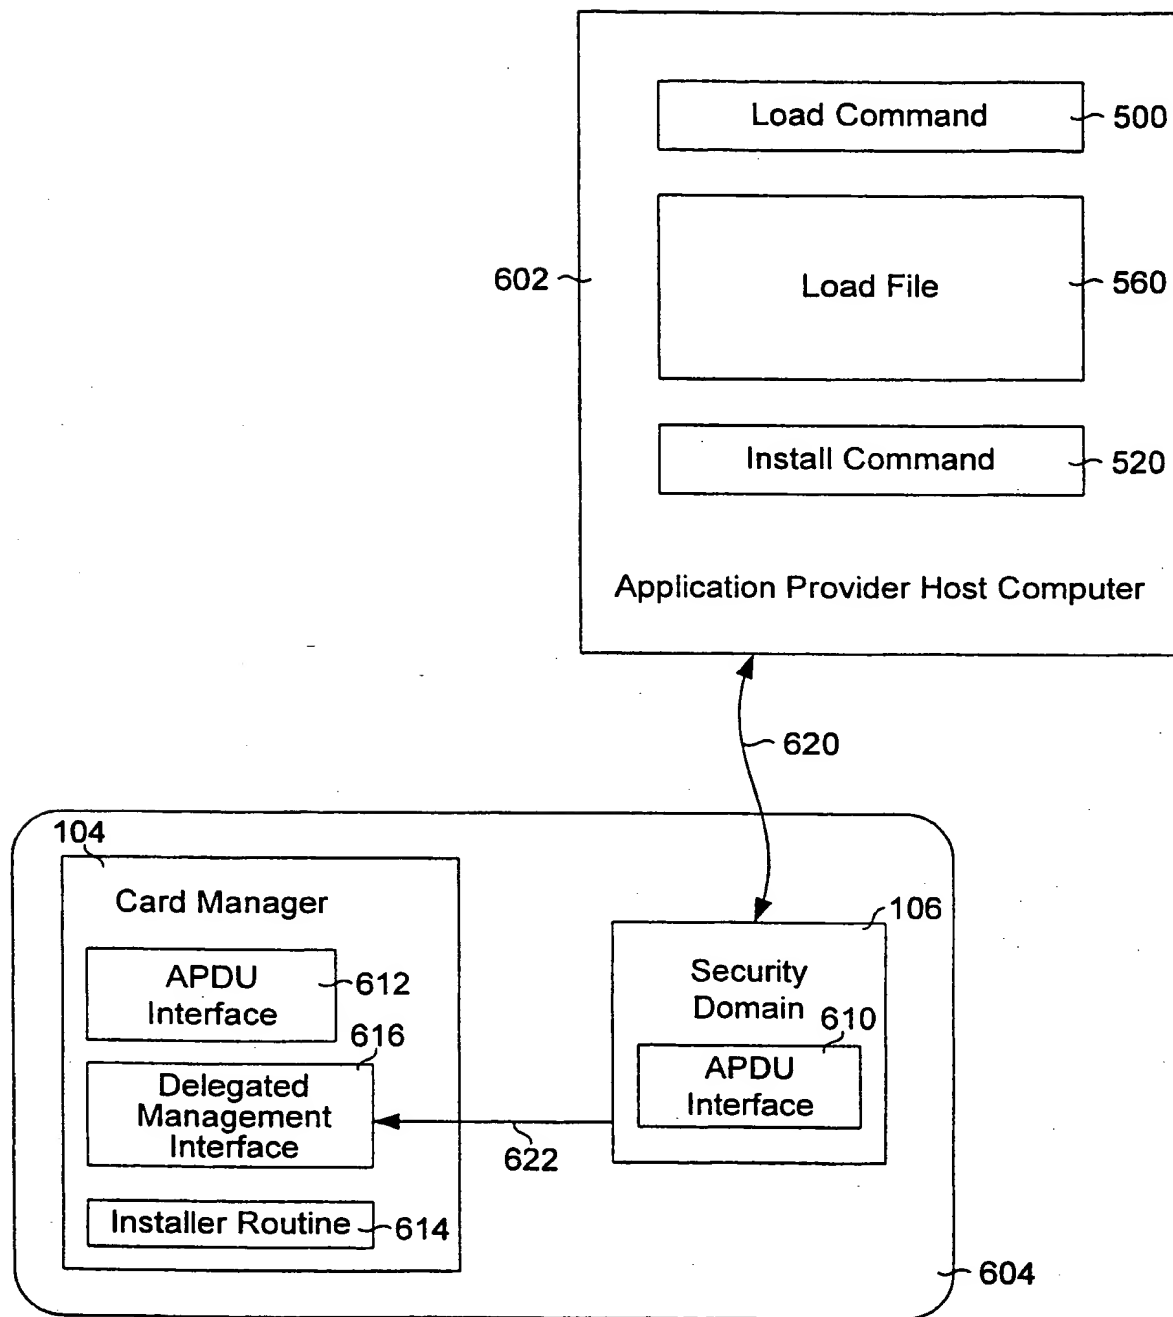 Load Command
500
602
Load File
560
Install Command
520
Application Provider Host Computer
620
104
Card Manager
106
APDU
Interface
612
Security
Domain
616
610
Delegated
Management
Interface
APDU
Interface
622
Installer Routine
614
604